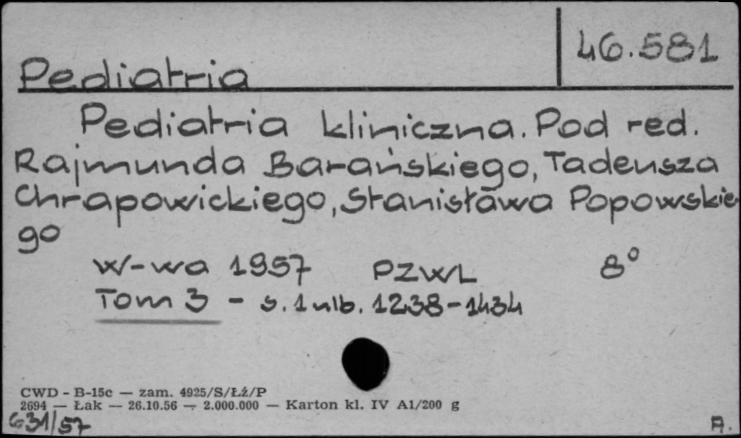 46.581
Pediatria
Pediatria kliniczna. Pod red.
Rajmunda Barańskiego, Tadeusza
Chrapowickiego, Stanisława Popowskie
go
W-wa 1957 PZWL 8°
Tom 3 - s. 1 nlb. 1238-1434
CWD - B-15c — zam. 4925/S/Łź/P
2694 — Łak — 26.10.56 — 2.000.000 — Karton kl. IV A1/200 g
G31/57 A.